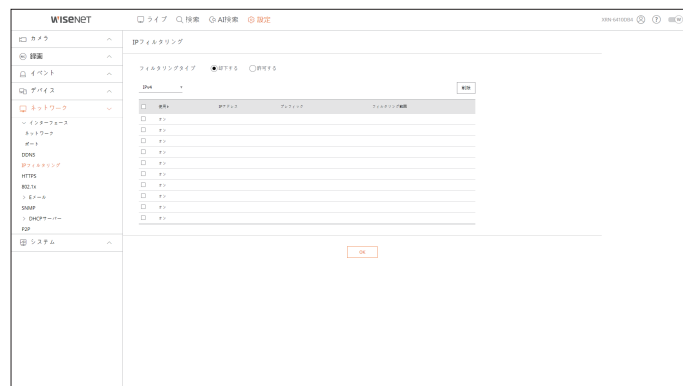 WISENET
ライブ 検索 AI検索 設定
カメラ
録画
イベント
デバイス
ネットワーク
インターフェース
ネットワーク
ポート
DDNS
IPフィルタリング
HTTPS
802.1x
Eメール
SNMP
DHCPサーバー
P2P
システム
IPフィルタリング
フィルタリングタイプ 却下する 許可する
IPv4 削除
使用 IPアドレス プレフィックス フィルタリング範囲
オン
オン
オン
オン
オン
オン
オン
オン
オン
オン
OK